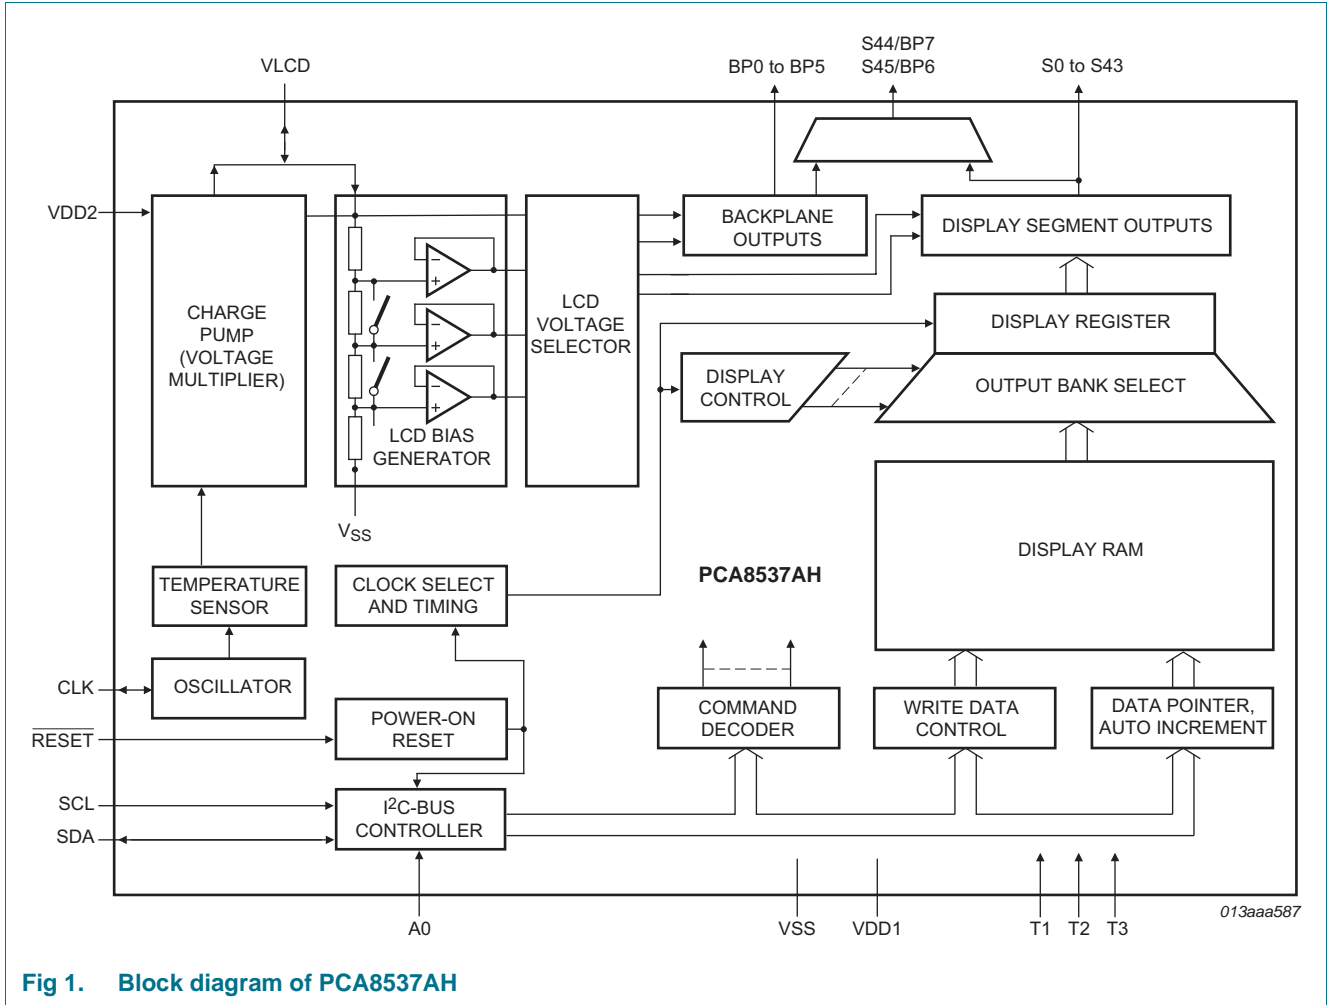 S44/BP7
VLCD
BP0 to BP5
S45/BP6
S0 to S43
VDD2
CHARGE
PUMP
(VOLTAGE
MULTIPLIER)
LCD BIAS
GENERATOR
LCD
VOLTAGE
SELECTOR
BACKPLANE
OUTPUTS
DISPLAY SEGMENT OUTPUTS
DISPLAY REGISTER
DISPLAY
CONTROL
OUTPUT BANK SELECT
VSS
DISPLAY RAM
PCA8537AH
TEMPERATURE
SENSOR
CLOCK SELECT
AND TIMING
CLK
OSCILLATOR
RESET
POWER-ON
RESET
COMMAND
DECODER
WRITE DATA
CONTROL
DATA POINTER,
AUTO INCREMENT
SCL
SDA
I2C-BUS
CONTROLLER
A0
VSS
VDD1
T1
T2
T3
013aaa587
Fig 1. Block diagram of PCA8537AH